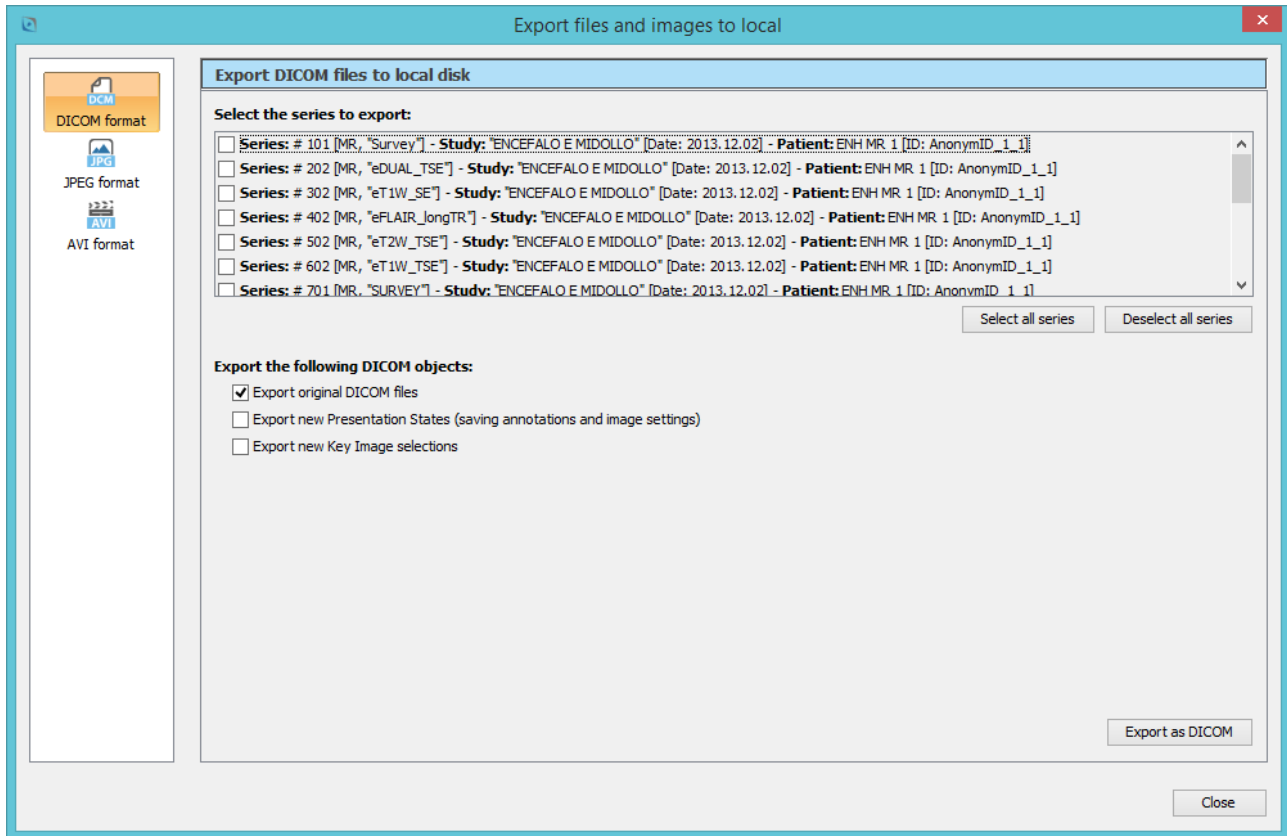 Export files and images to local
DCM
DICOM format
JPG
JPEG format
AVI
AVI format
Export DICOM files to local disk
Select the series to export:
Series: # 101 [MR, "Survey"] - Study: "ENCEFALO E MIDOLLO" [Date: 2013.12.02] - Patient: ENH MR 1 [ID: AnonymID_1_1]
Series: # 202 [MR, "eDUAL_TSE"] - Study: "ENCEFALO E MIDOLLO" [Date: 2013.12.02] - Patient: ENH MR 1 [ID: AnonymID_1_1]
Series: # 302 [MR, "eT1W_SE"] - Study: "ENCEFALO E MIDOLLO" [Date: 2013.12.02] - Patient: ENH MR 1 [ID: AnonymID_1_1]
Series: # 402 [MR, "eFLAIR_longTR"] - Study: "ENCEFALO E MIDOLLO" [Date: 2013.12.02] - Patient: ENH MR 1 [ID: AnonymID_1_1]
Series: # 502 [MR, "eT2W_TSE"] - Study: "ENCEFALO E MIDOLLO" [Date: 2013.12.02] - Patient: ENH MR 1 [ID: AnonymID_1_1]
Series: # 602 [MR, "eT1W_TSE"] - Study: "ENCEFALO E MIDOLLO" [Date: 2013.12.02] - Patient: ENH MR 1 [ID: AnonymID_1_1]
Series: # 701 [MR, "SURVEY"] - Study: "ENCEFALO E MIDOLLO" [Date: 2013.12.02] - Patient: ENH MR 1 [ID: AnonymID_1_1]
Select all series Deselect all series
Export the following DICOM objects:
Export original DICOM files
Export new Presentation States (saving annotations and image settings)
Export new Key Image selections
Export as DICOM
Close